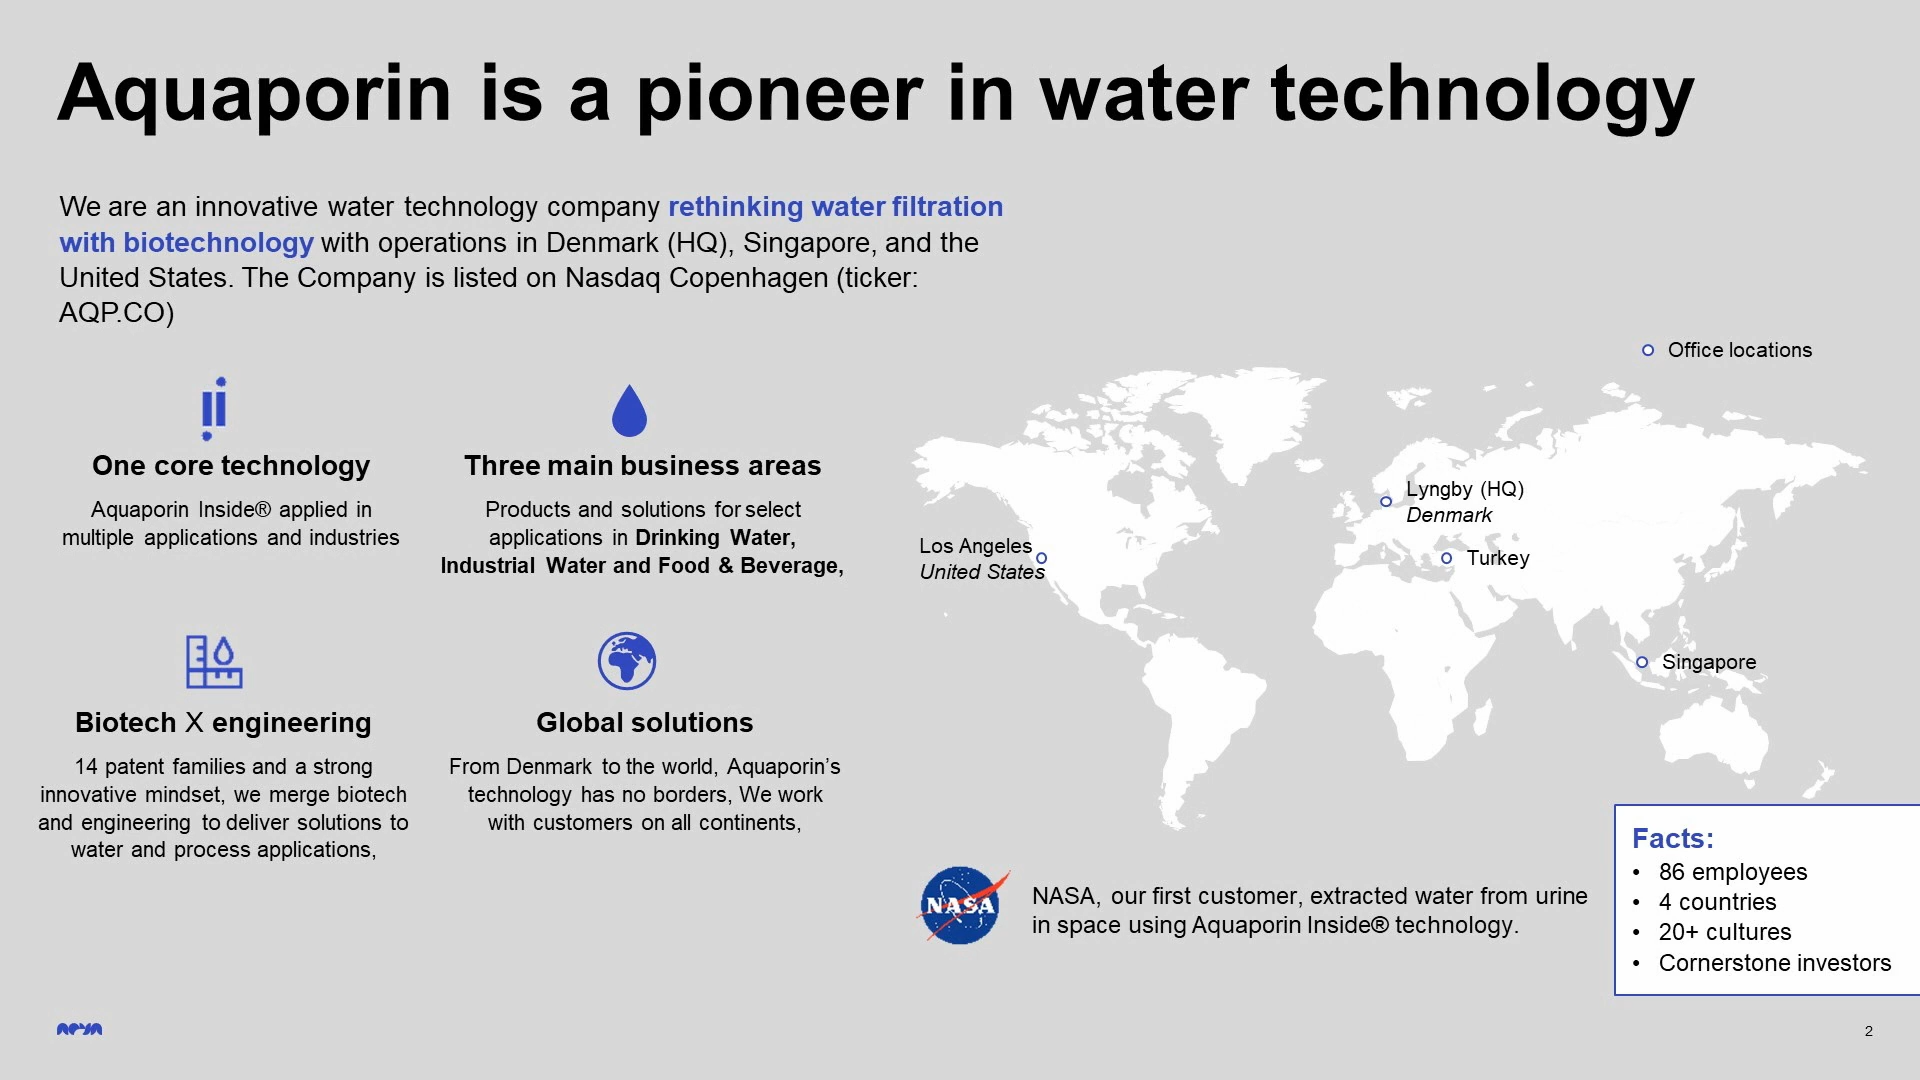 Aquaporin is a pioneer in water technology
We are an innovative water technology company rethinking water filtration
with biotechnology with operations in Denmark (HQ), Singapore, and the
United States. The Company is listed on Nasdaq Copenhagen (ticker:
AQP.CO)
One core technology
Aquaporin Inside® applied in
multiple applications and industries
Three main business areas
Products and solutions for select
applications in Drinking Water,
Industrial Water and Food & Beverage,
Biotech X engineering
14 patent families and a strong
innovative mindset, we merge biotech
and engineering to deliver solutions to
water and process applications,
Global solutions
From Denmark to the world, Aquaporin’s
technology has no borders, We work
with customers on all continents,
Office locations
Lyngby (HQ)
Denmark
Los Angeles
United States
Turkey
Singapore
NASA
NASA, our first customer, extracted water from urine
in space using Aquaporin Inside® technology.
Facts:
• 86 employees
• 4 countries
• 20+ cultures
• Cornerstone investors
2